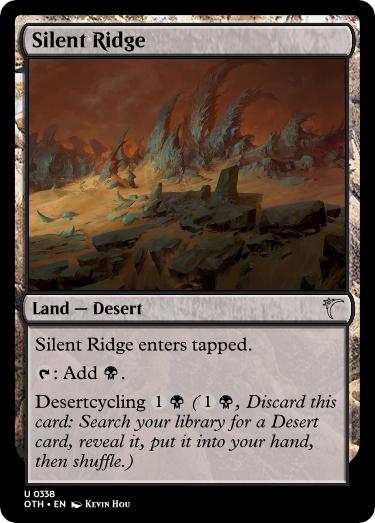 Silent Ridge
Land — Desert
Silent Ridge enters tapped.
: Add .
Desertcycling 1 (1, Discard this
card: Search your library for a Desert
card, reveal it, put it into your hand,
then shuffle.)
U 0338
OTH • EN Kevin Hou